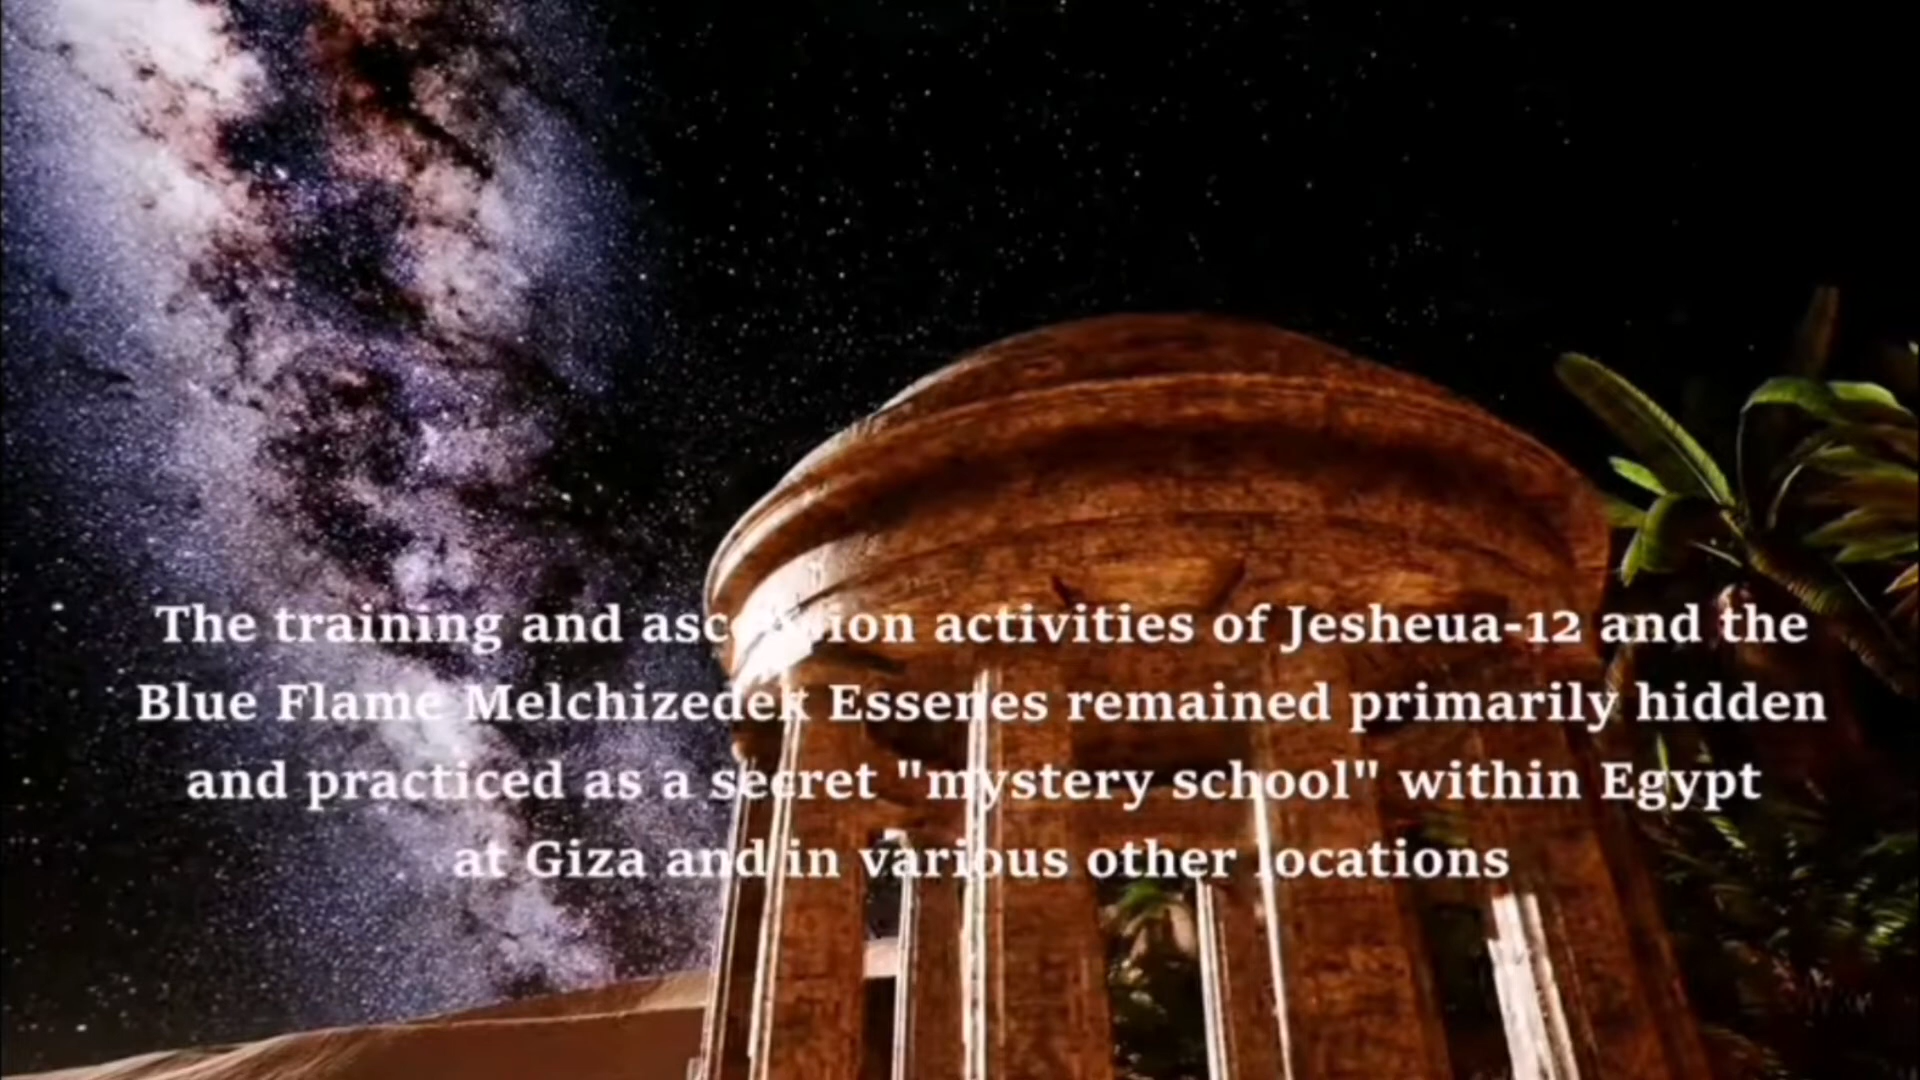 The training and ascension activities of Jesheua-12 and the
Blue Flame Melchizedek Essenes remained primarily hidden
and practiced as a secret "mystery school" within Egypt
at Giza and in various other locations